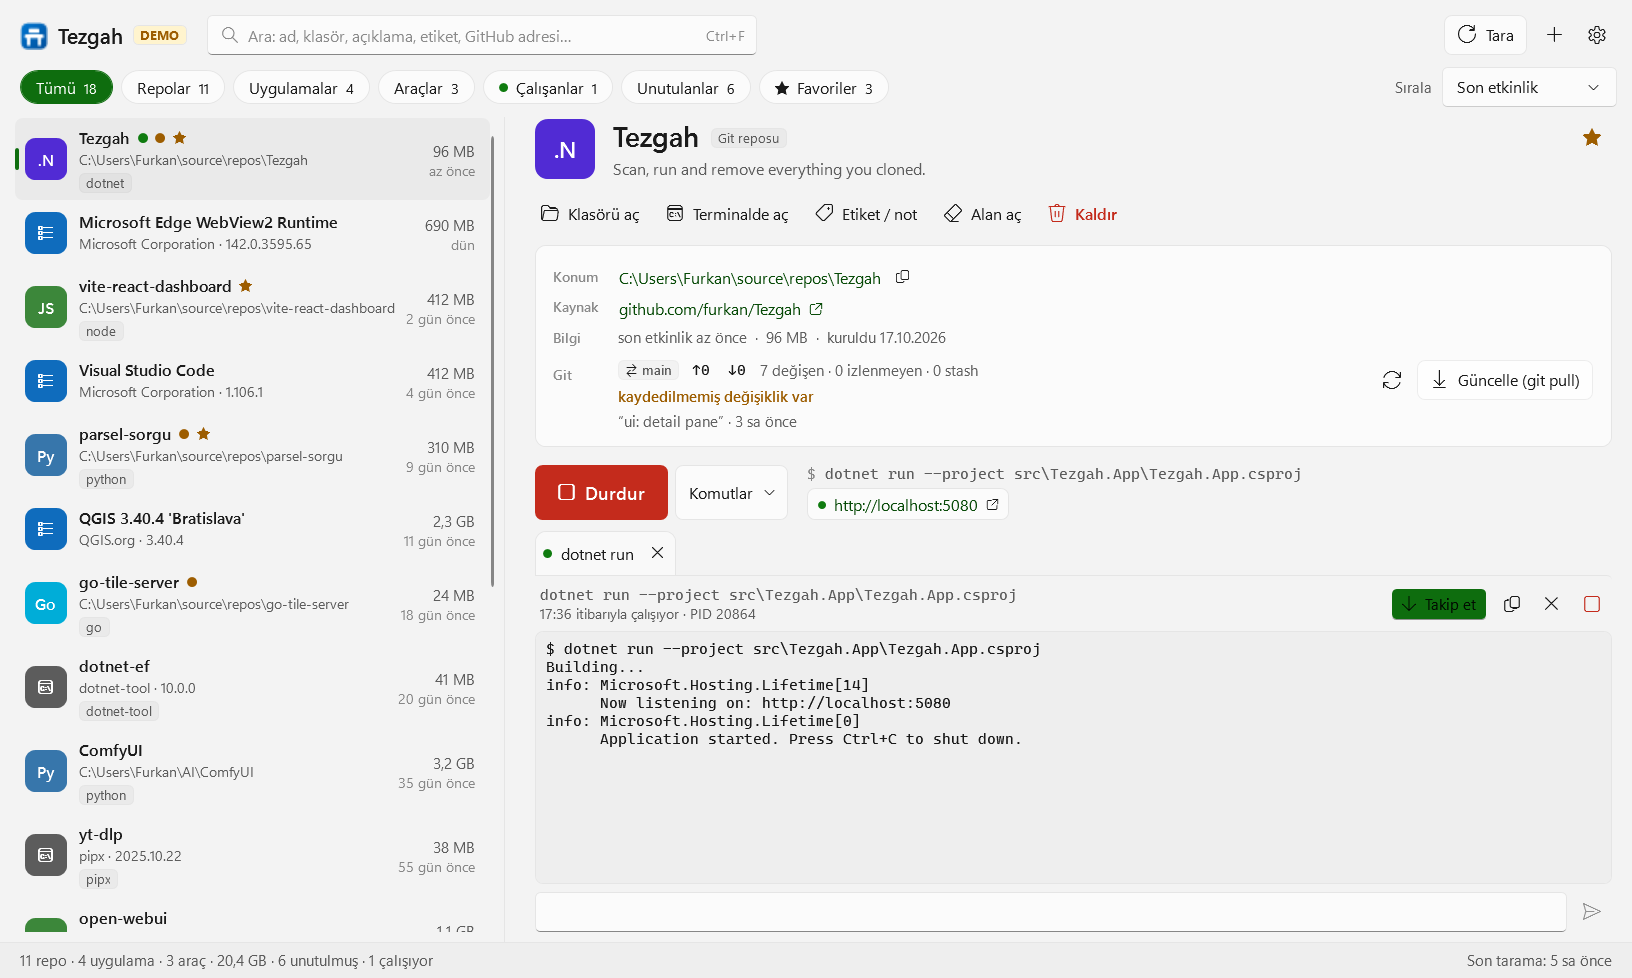 Tezgah DEMO
Ara: ad, klasör, açıklama, etiket, GitHub adresi... Ctrl+F
Tara
Tümü 18
Repolar 11
Uygulamalar 4
Araçlar 3
Çalışanlar 1
Unutulanlar 6
Favoriler 3
Sırala
Son etkinlik
.N
Tezgah
C:\Users\Furkan\source\repos\Tezgah
dotnet
96 MB
az önce
Microsoft Edge WebView2 Runtime
Microsoft Corporation · 142.0.3595.65
690 MB
dün
JS
vite-react-dashboard
C:\Users\Furkan\source\repos\vite-react-dashboard
node
412 MB
2 gün önce
Visual Studio Code
Microsoft Corporation · 1.106.1
412 MB
4 gün önce
Py
parsel-sorgu
C:\Users\Furkan\source\repos\parsel-sorgu
python
310 MB
9 gün önce
QGIS 3.40.4 'Bratislava'
QGIS.org · 3.40.4
2,3 GB
11 gün önce
Go
go-tile-server
C:\Users\Furkan\source\repos\go-tile-server
go
24 MB
18 gün önce
dotnet-ef
dotnet-tool · 10.0.0
dotnet-tool
41 MB
20 gün önce
Py
ComfyUI
C:\Users\Furkan\AI\ComfyUI
python
3,2 GB
35 gün önce
yt-dlp
pipx · 2025.10.22
pipx
38 MB
55 gün önce
open-webui
1,1 GB
.N
Tezgah Git reposu
Scan, run and remove everything you cloned.
Klasörü aç
Terminalde aç
Etiket / not
Alan aç
Kaldır
Konum C:\Users\Furkan\source\repos\Tezgah
Kaynak github.com/furkan/Tezgah
Bilgi son etkinlik az önce · 96 MB · kuruldu 17.10.2026
Git main ↑0 ↓0 7 değişen · 0 izlenmeyen · 0 stash
kaydedilmemiş değişiklik var
“ui: detail pane” · 3 sa önce
Güncelle (git pull)
Durdur
Komutlar
$ dotnet run --project src\Tezgah.App\Tezgah.App.csproj
http://localhost:5080
dotnet run
dotnet run --project src\Tezgah.App\Tezgah.App.csproj
17:36 itibarıyla çalışıyor · PID 20864
Takip et
$ dotnet run --project src\Tezgah.App\Tezgah.App.csproj
Building...
info: Microsoft.Hosting.Lifetime[14]
Now listening on: http://localhost:5080
info: Microsoft.Hosting.Lifetime[0]
Application started. Press Ctrl+C to shut down.
11 repo · 4 uygulama · 3 araç · 20,4 GB · 6 unutulmuş · 1 çalışıyor
Son tarama: 5 sa önce